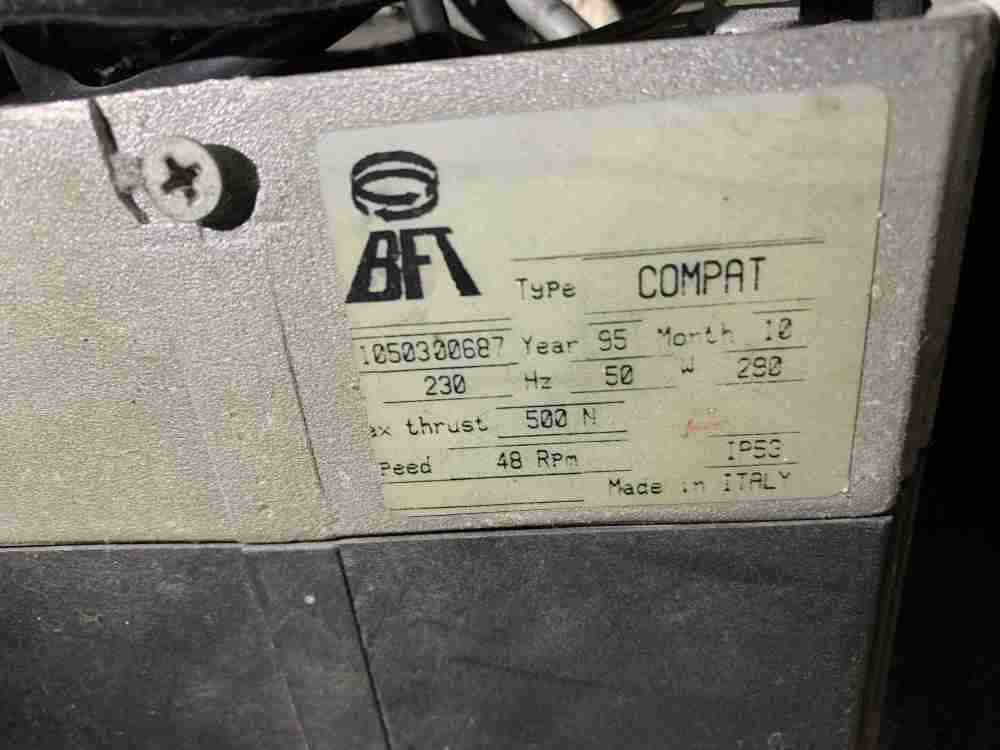 BFT
Type COMPAT
1050300687 Year 95 Month 10
230 Hz 50 W 290
ax thrust 500 N
peed 48 Rpm IP53
Made in ITALY